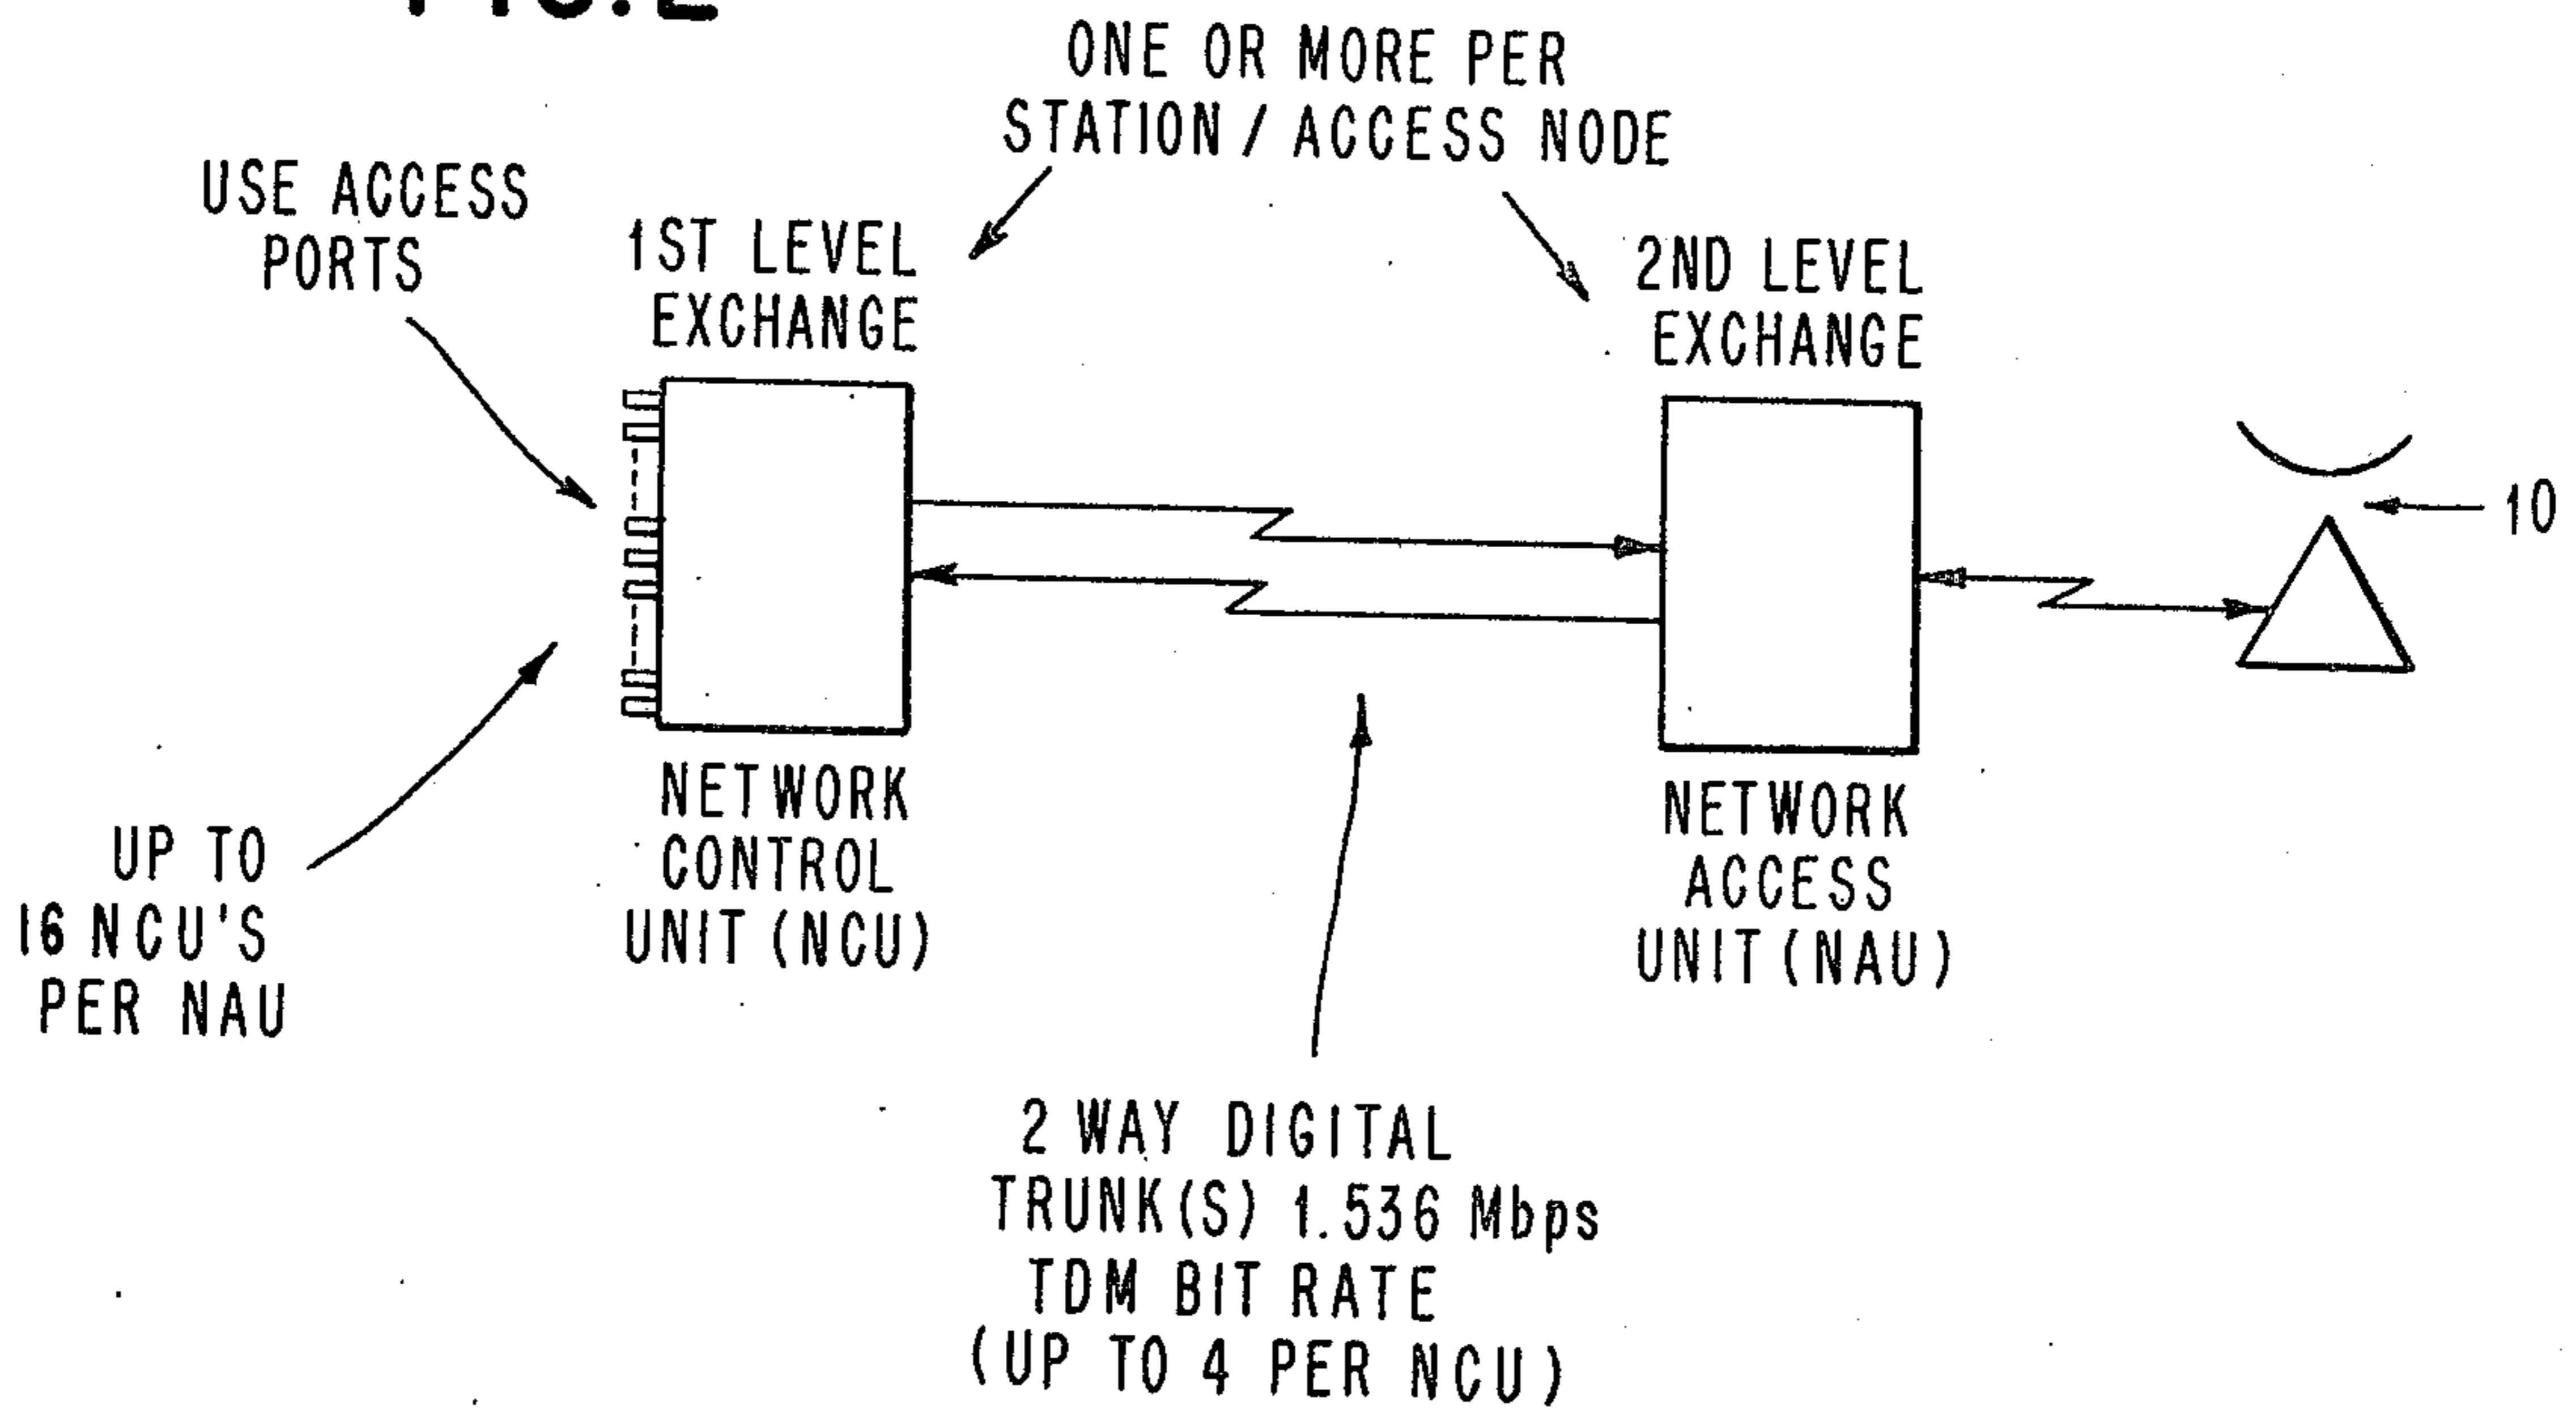 FIG. 2
ONE OR MORE PER
STATION / ACCESS NODE
USE ACCESS
PORTS
1ST LEVEL
EXCHANGE
2ND LEVEL
EXCHANGE
10
NETWORK
CONTROL
UNIT (NCU)
NETWORK
ACCESS
UNIT (NAU)
UP TO
16 NCU'S
PER NAU
2 WAY DIGITAL
TRUNK(S) 1.536 Mbps
TDM BIT RATE
(UP TO 4 PER NCU)